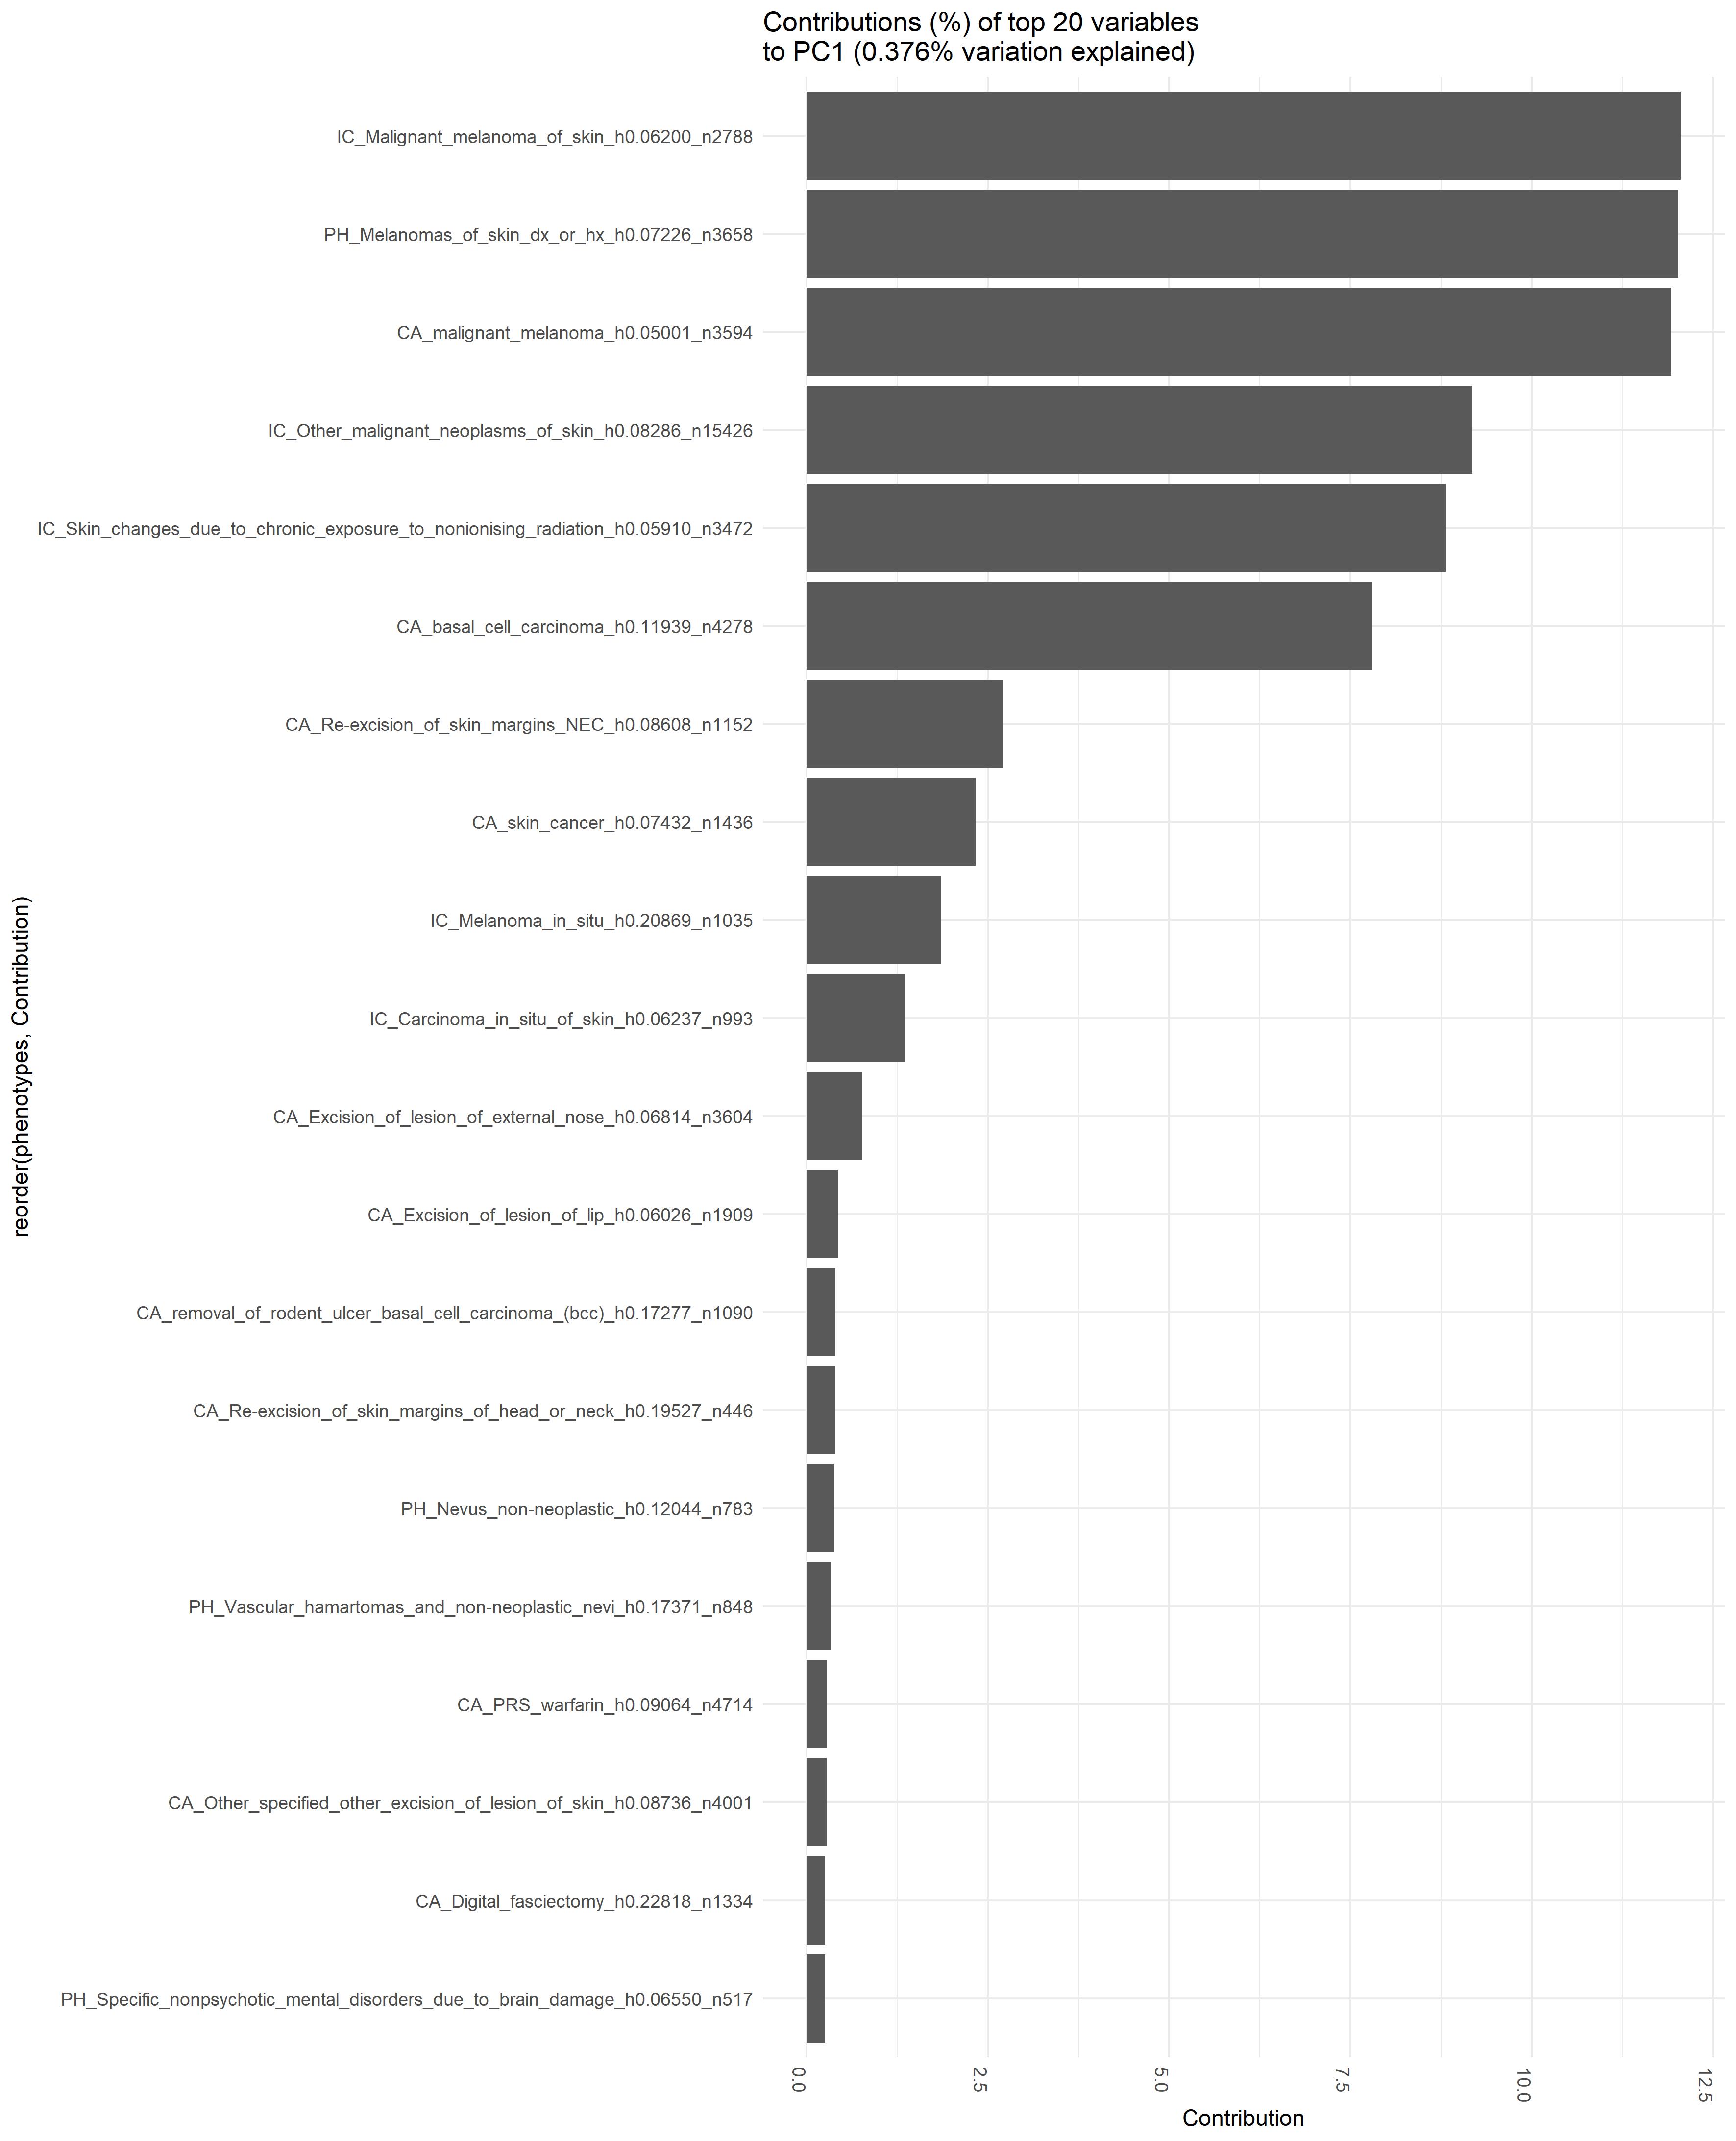 Contributions (%) of top 20 variables
to PC1 (0.376% variation explained)
IC_Malignant_melanoma_of_skin_h0.06200_n2788
PH_Melanomas_of_skin_dx_or_hx_h0.07226_n3658
CA_malignant_melanoma_h0.05001_n3594
IC_Other_malignant_neoplasms_of_skin_h0.08286_n15426
IC_Skin_changes_due_to_chronic_exposure_to_nonionising_radiation_h0.05910_n3472
CA_basal_cell_carcinoma_h0.11939_n4278
CA_Re-excision_of_skin_margins_NEC_h0.08608_n1152
CA_skin_cancer_h0.07432_n1436
IC_Melanoma_in_situ_h0.20869_n1035
IC_Carcinoma_in_situ_of_skin_h0.06237_n993
CA_Excision_of_lesion_of_external_nose_h0.06814_n3604
CA_Excision_of_lesion_of_lip_h0.06026_n1909
CA_removal_of_rodent_ulcer_basal_cell_carcinoma_(bcc)_h0.17277_n1090
CA_Re-excision_of_skin_margins_of_head_or_neck_h0.19527_n446
PH_Nevus_non-neoplastic_h0.12044_n783
PH_Vascular_hamartomas_and_non-neoplastic_nevi_h0.17371_n848
CA_PRS_warfarin_h0.09064_n4714
CA_Other_specified_other_excision_of_lesion_of_skin_h0.08736_n4001
CA_Digital_fasciectomy_h0.22818_n1334
PH_Specific_nonpsychotic_mental_disorders_due_to_brain_damage_h0.06550_n517
reorder(phenotypes, Contribution)
0.0
2.5
5.0
7.5
10.0
12.5
Contribution